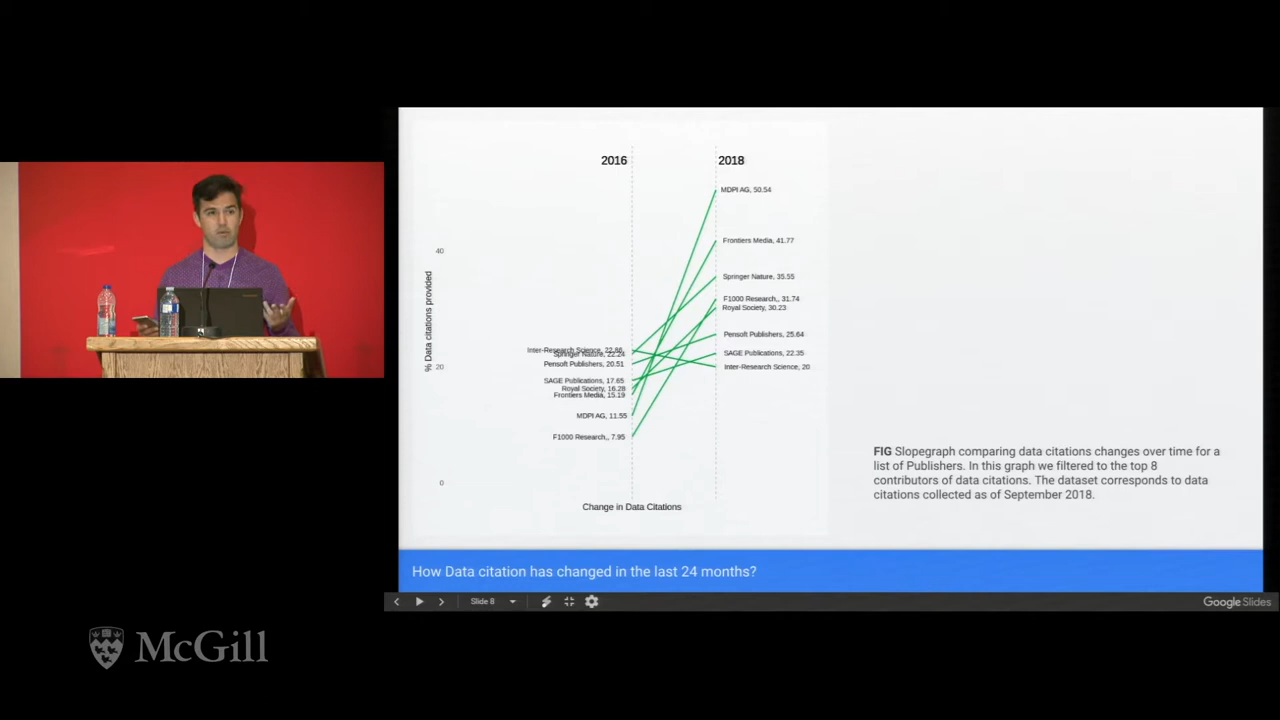 2016
2018
MDPI AG, 50.54
Frontiers Media, 41.77
40
Springer Nature, 35.55
F1000 Research,, 31.74
Royal Society, 30.23
Pensoft Publishers, 25.64
SAGE Publications, 22.35
Inter-Research Science, 20
% Data citations provided
Inter-Research Science, 22.86
Springer Nature, 22.24
Pensoft Publishers, 20.51
20
SAGE Publications, 17.65
Royal Society, 16.28
Frontiers Media, 15.19
MDPI AG, 11.55
F1000 Research,, 7.95
0
Change in Data Citations
FIG Slopegraph comparing data citations changes over time for a
list of Publishers. In this graph we filtered to the top 8
contributors of data citations. The dataset corresponds to data
citations collected as of September 2018.
How Data citation has changed in the last 24 months?
Slide 8
Google Slides
McGill